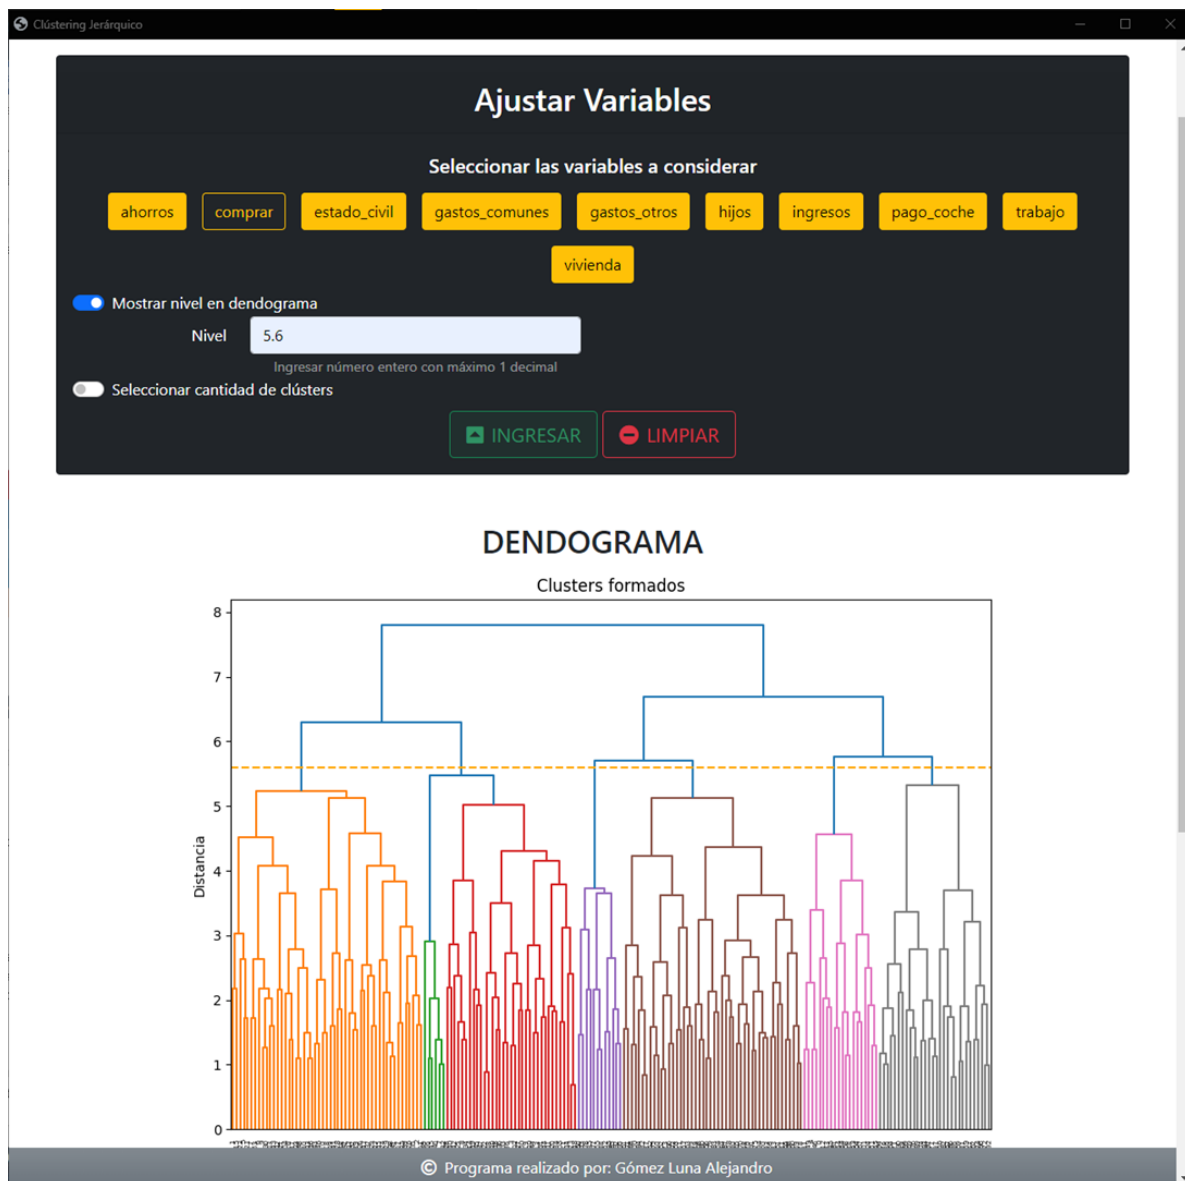 Clústering Jerárquico
Ajustar Variables
Seleccionar las variables a considerar
ahorros comprar estado_civil gastos_comunes gastos_otros hijos ingresos pago_coche trabajo
vivienda
Mostrar nivel en dendograma
Nivel 5.6
Ingresar número entero con máximo 1 decimal
Seleccionar cantidad de clústers
INGRESAR LIMPIAR
DENDOGRAMA
Clusters formados
8
7
6
5
4
3
2
1
0
Distancia
© Programa realizado por: Gómez Luna Alejandro